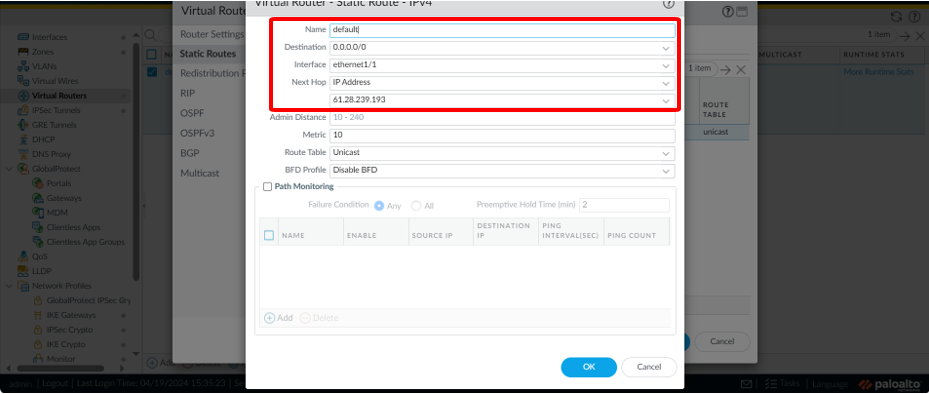 Virtual Router - Static Route - IPv4
Virtual Route
Interfaces
Zones
VLANs
Virtual Wires
Virtual Routers
IPSec Tunnels
GRE Tunnels
DHCP
DNS Proxy
GlobalProtect
Portals
Gateways
MDM
Clientless Apps
Clientless App Groups
QoS
LLDP
Network Profiles
GlobalProtect IPSec Cry
IKE Gateways
IPSec Crypto
IKE Crypto
Monitor
Router Settings
Static Routes
Redistribution
RIP
OSPF
OSPFv3
BGP
Multicast
Name default
Destination 0.0.0.0/0
Interface ethernet1/1
Next Hop IP Address
61.28.239.193
Admin Distance 10 - 240
Metric 10
Route Table Unicast
BFD Profile Disable BFD
Path Monitoring
Failure Condition Any All Preemptive Hold Time (min) 2
NAME ENABLE SOURCE IP DESTINATION IP PING INTERVAL(SEC) PING COUNT
Add Delete
OK Cancel
1 item
ROUTE TABLE
unicast
Cancel
1 item
MULTICAST RUNTIME STATS
More Runtime Stats
Add
admin | Logout | Last Login Time: 04/19/2024 15:35:23 | Se
Tasks | Language paloalto